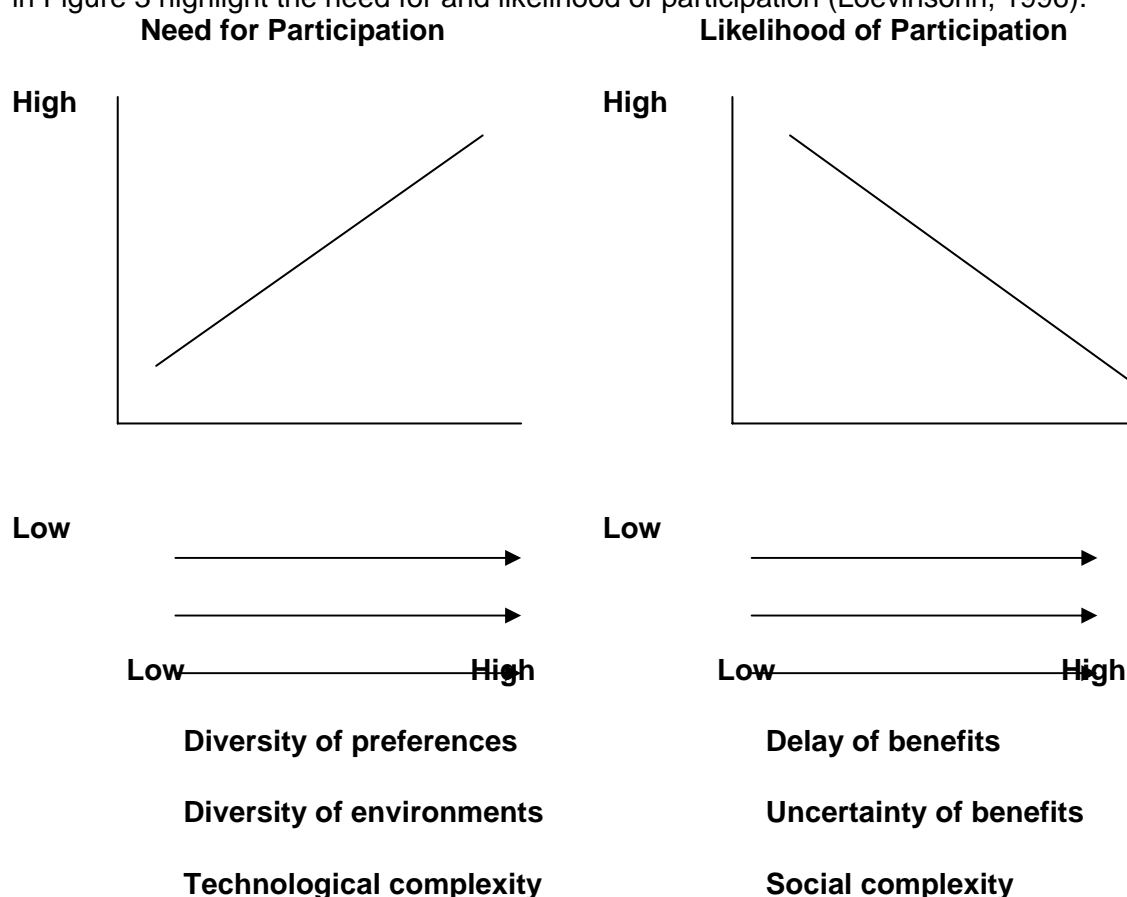 in Figure 3 highlight the need for and likelihood of participation (Loevinsohn, 1996).
Need for Participation Likelihood of Participation
High High
Low Low
Low High Low High
Diversity of preferences Delay of benefits
Diversity of environments Uncertainty of benefits
Technological complexity Social complexity